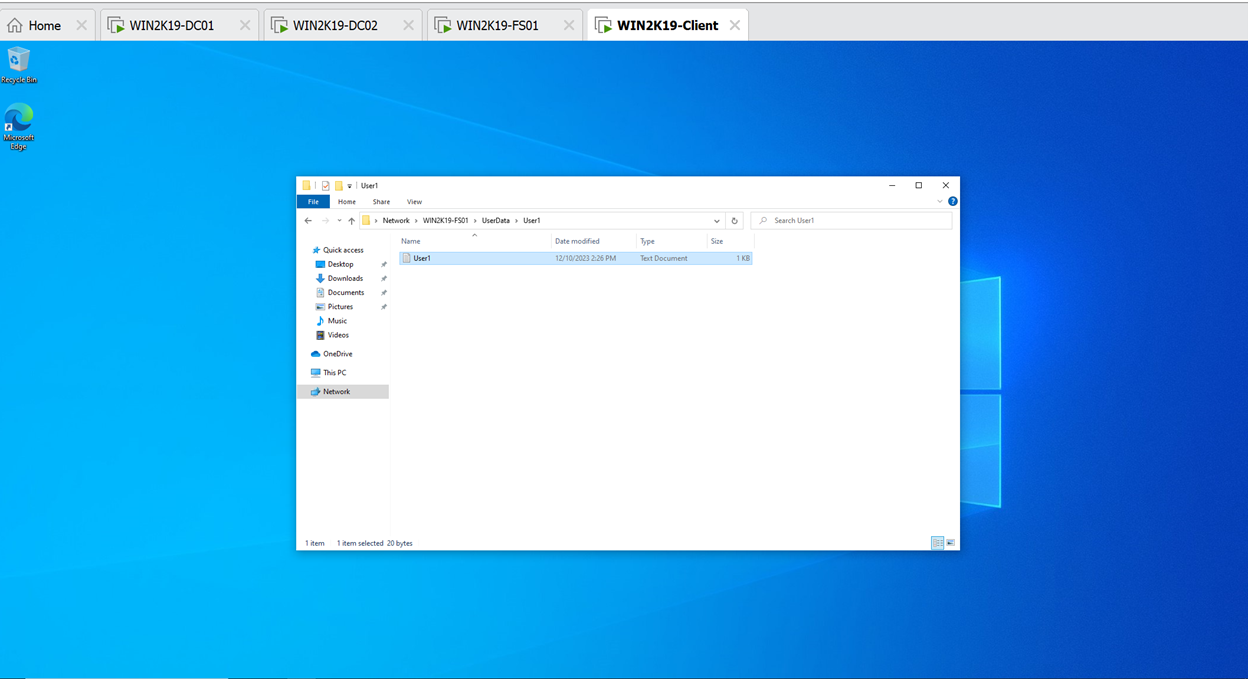 Home
WIN2K19-DC01
WIN2K19-DC02
WIN2K19-FS01
WIN2K19-Client
Recycle Bin
Microsoft
Edge
User1
File Home Share View
Network > WIN2K19-FS01 > UserData > User1
Search User1
Name Date modified Type Size
User1 12/10/2023 2:26 PM Text Document 1 KB
Quick access
Desktop
Downloads
Documents
Pictures
Music
Videos
OneDrive
This PC
Network
1 item 1 item selected 20 bytes